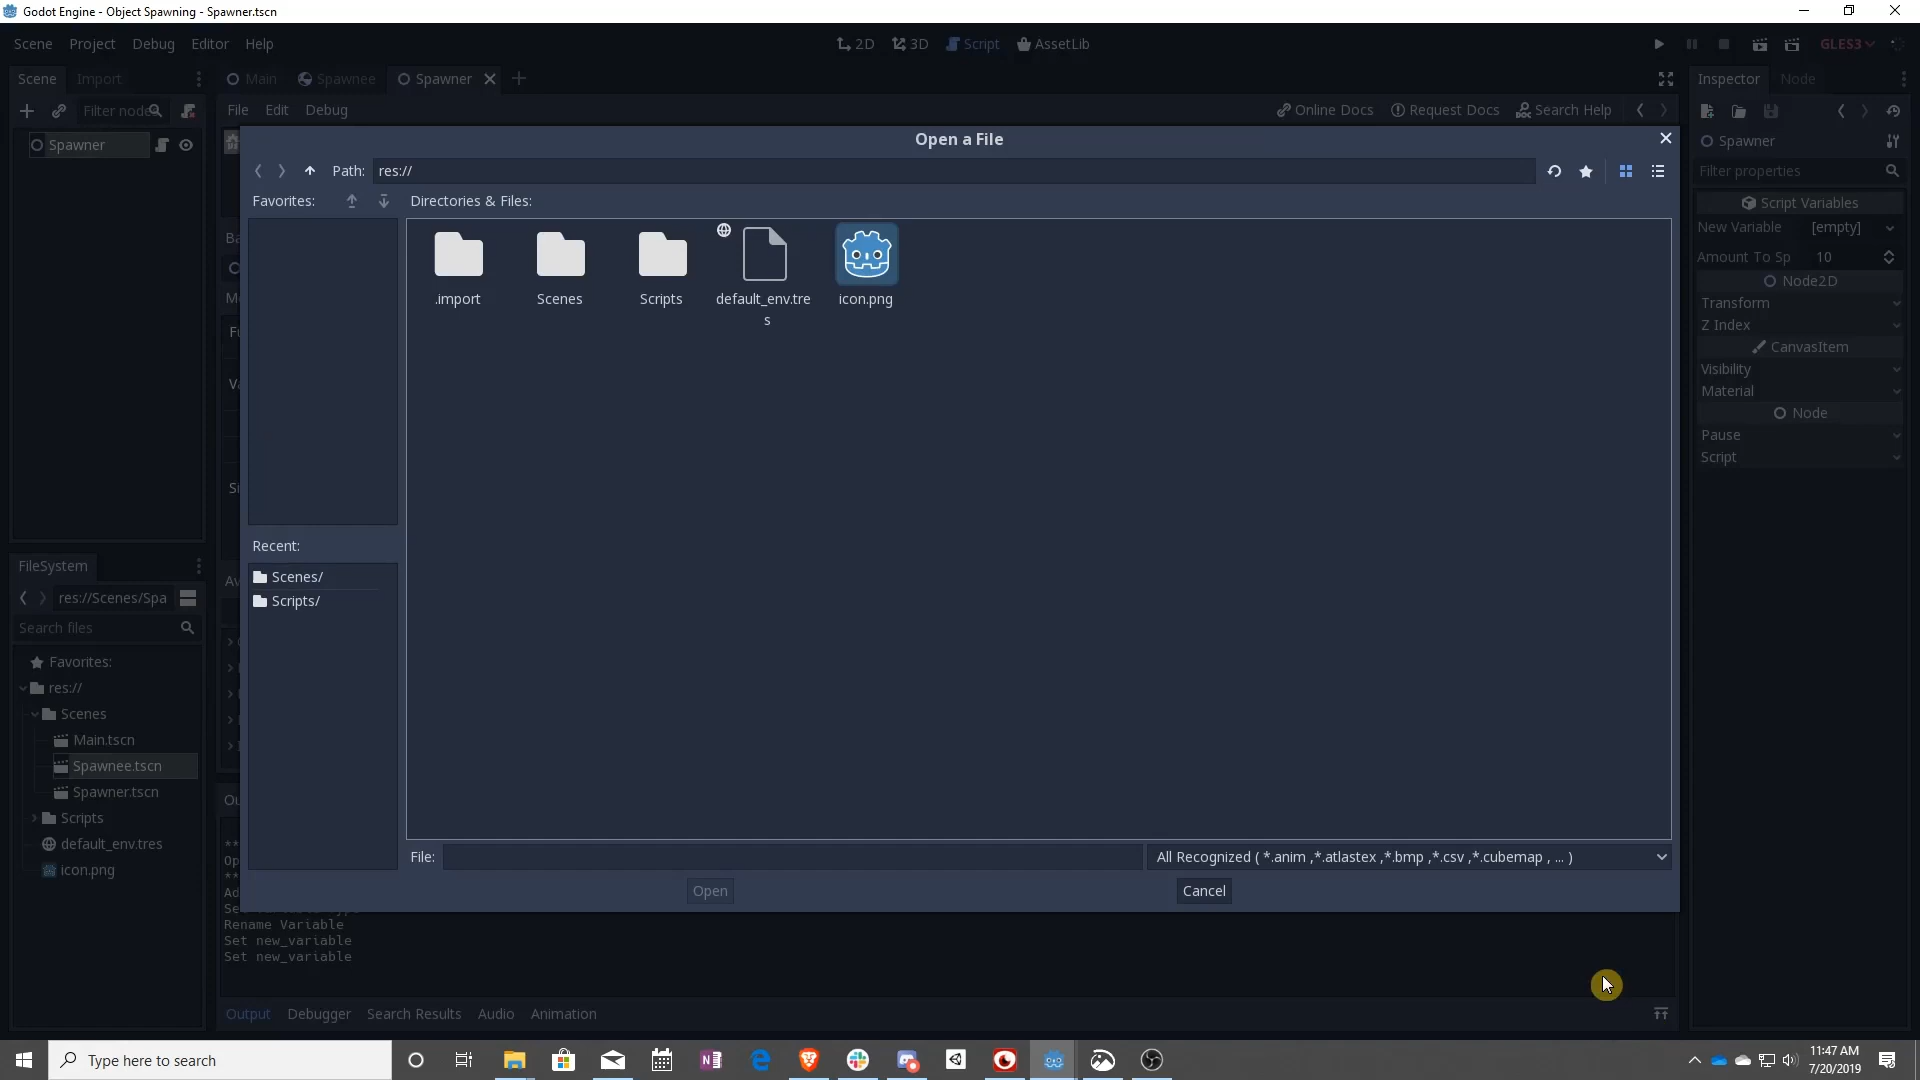 Godot Engine - Object Spawning - Spawner.tscn
Scene Project Debug Editor Help
2D 3D Script AssetLib
GLES3
Scene Import
Main Spawnee Spawner
Inspector Node
Filter node
File Edit Debug
Online Docs Request Docs Search Help
Spawner
Open a File
Spawner
Path: res://
Filter properties
Favorites:
Directories & Files:
Script Variables
New Variable [empty]
Amount To Sp 10
Node2D
.import Scenes Scripts default_env.tre
s
icon.png
Transform
Z Index
CanvasItem
Visibility
Material
Node
Pause
Script
Recent:
Scenes/
Scripts/
FileSystem
res://Scenes/Spa
Search files
Favorites:
res://
Scenes
Main.tscn
Spawnee.tscn
Spawner.tscn
Scripts
default_env.tres
icon.png
File:
All Recognized ( *.anim ,*.atlastex ,*.bmp ,*.csv ,*.cubemap , ... )
Open Cancel
Rename Variable
Set new_variable
Set new_variable
Output Debugger Search Results Audio Animation
Type here to search
11:47 AM
7/20/2019